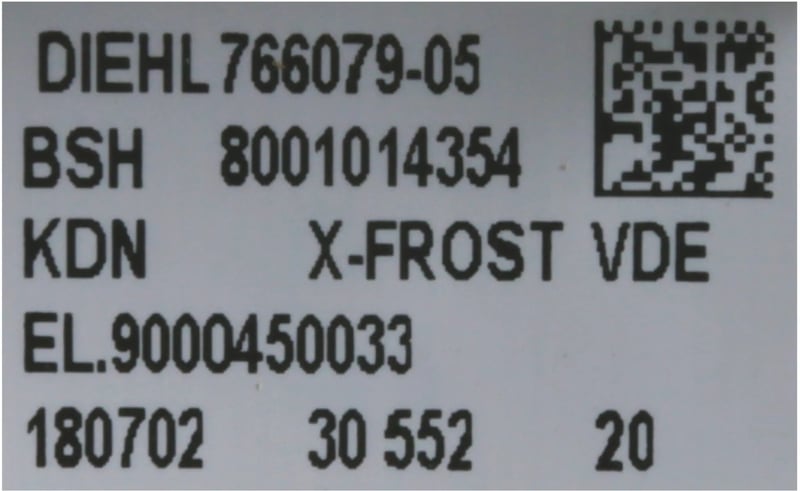 DIEHL 766079-05
BSH 8001014354
KDN X-FROST VDE
EL.9000450033
180702 30 552 20